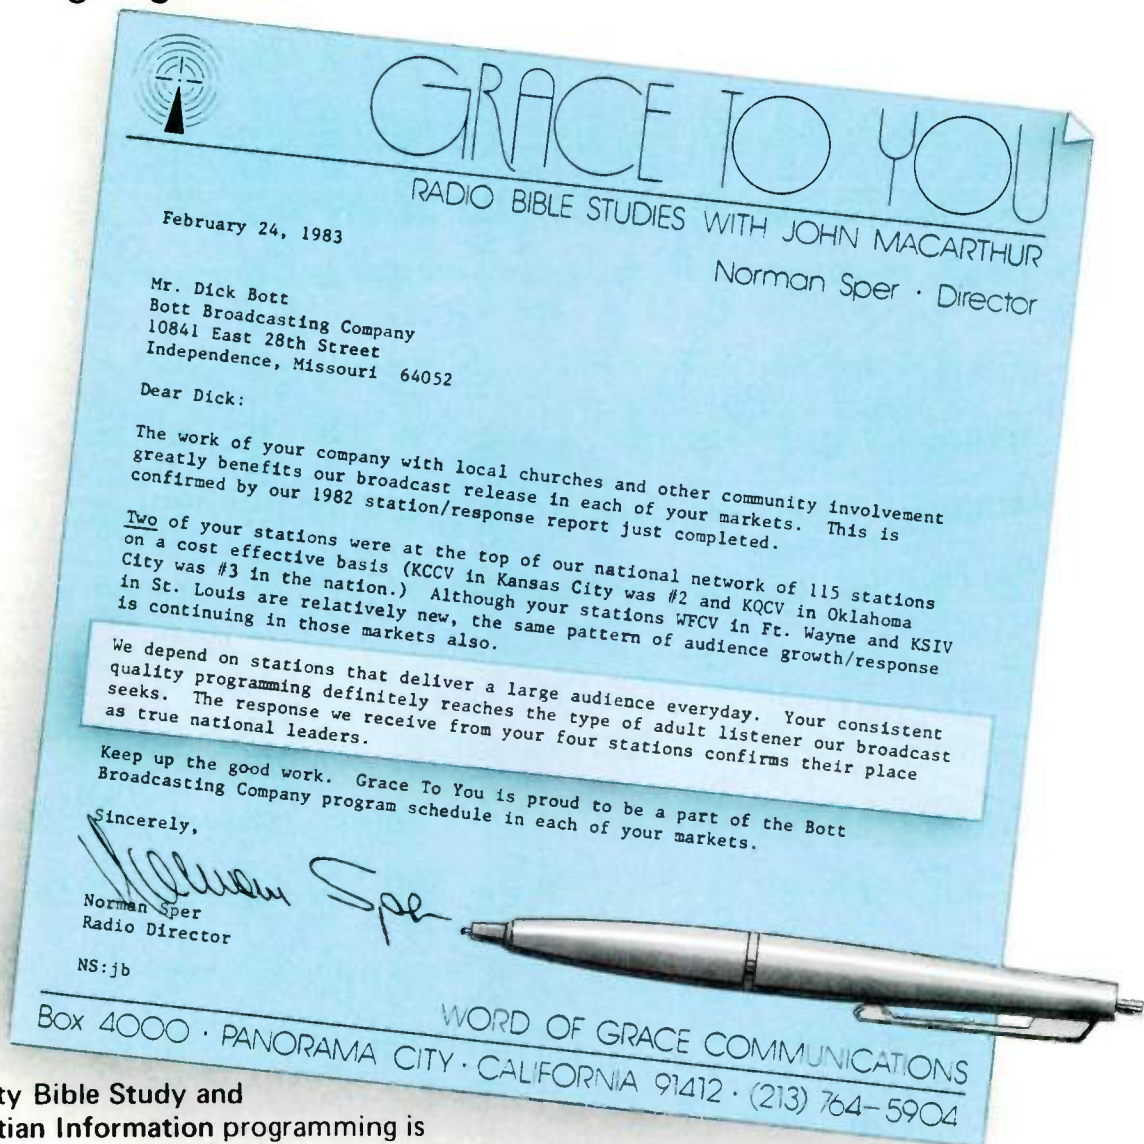 GRACE TO YOU
RADIO BIBLE STUDIES WITH JOHN MACARTHUR
Norman Sper · Director
February 24, 1983
Mr. Dick Bott
Bott Broadcasting Company
10841 East 28th Street
Independence, Missouri 64052
Dear Dick:
The work of your company with local churches and other community involvement
greatly benefits our broadcast release in each of your markets. This is
confirmed by our 1982 station/response report just completed.
Two of your stations were at the top of our national network of 115 stations
on a cost effective basis (KCCV in Kansas City was #2 and KQCV in Oklahoma
City was #3 in the nation.) Although your stations WFCV in Ft. Wayne and KSIV
in St. Louis are relatively new, the same pattern of audience growth/response
is continuing in those markets also.
We depend on stations that deliver a large audience everyday. Your consistent
quality programming definitely reaches the type of adult listener our broadcast
seeks. The response we receive from your four stations confirms their place
as true national leaders.
Keep up the good work. Grace To You is proud to be a part of the Bott
Broadcasting Company program schedule in each of your markets.
Sincerely,
Norman Sper
Norman Sper
Radio Director
NS:jb
WORD OF GRACE COMMUNICATIONS
Box 4000 · PANORAMA CITY · CALIFORNIA 91412 · (213) 764-5904
ty Bible Study and
tian Information programming is